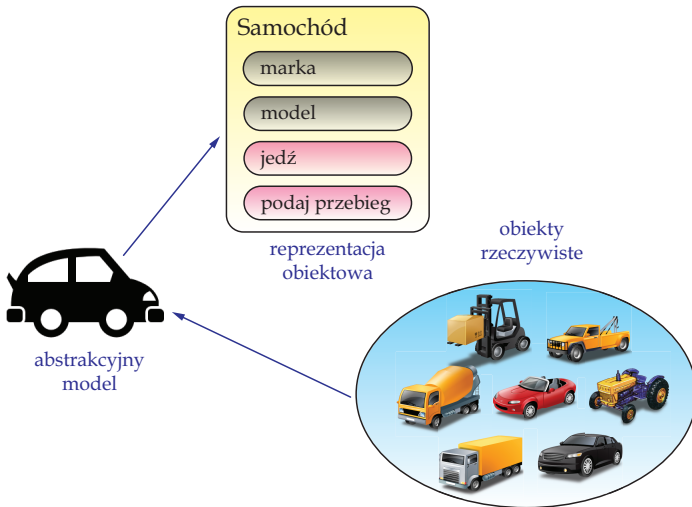 Samochód
marka
model
jedź
podaj przebieg
reprezentacja
obiektowa
obiekty
rzeczywiste
abstrakcyjny
model